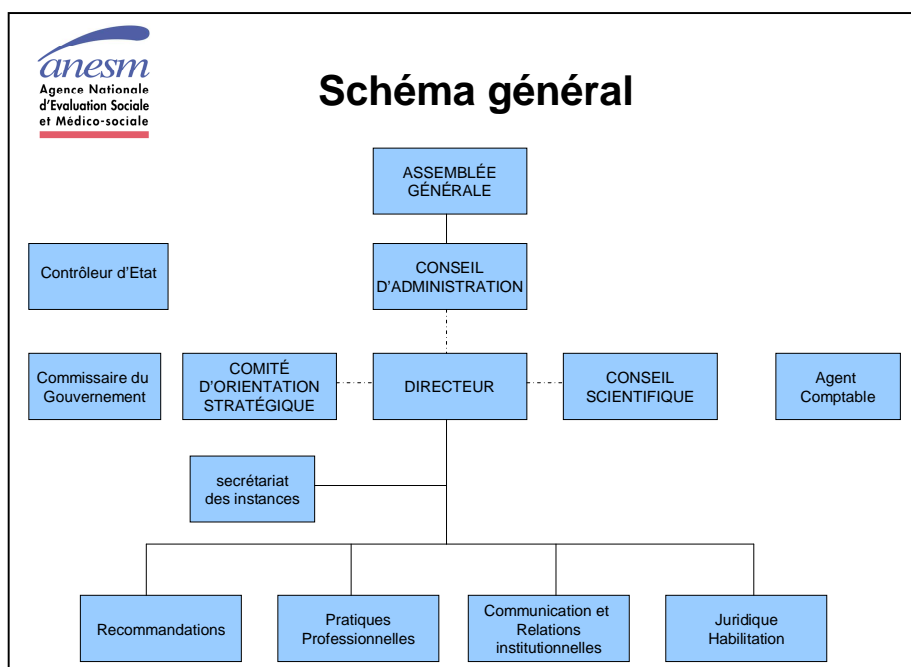 anesm
Agence Nationale
d'Evaluation Sociale
et Médico-sociale
Schéma général
ASSEMBLÉE
GÉNÉRALE
Contrôleur d'Etat
CONSEIL
D'ADMINISTRATION
Commissaire du
Gouvernement
COMITÉ
D'ORIENTATION
STRATÉGIQUE
DIRECTEUR
CONSEIL
SCIENTIFIQUE
Agent
Comptable
secrétariat
des instances
Recommandations
Pratiques
Professionnelles
Communication et
Relations
institutionnelles
Juridique
Habilitation